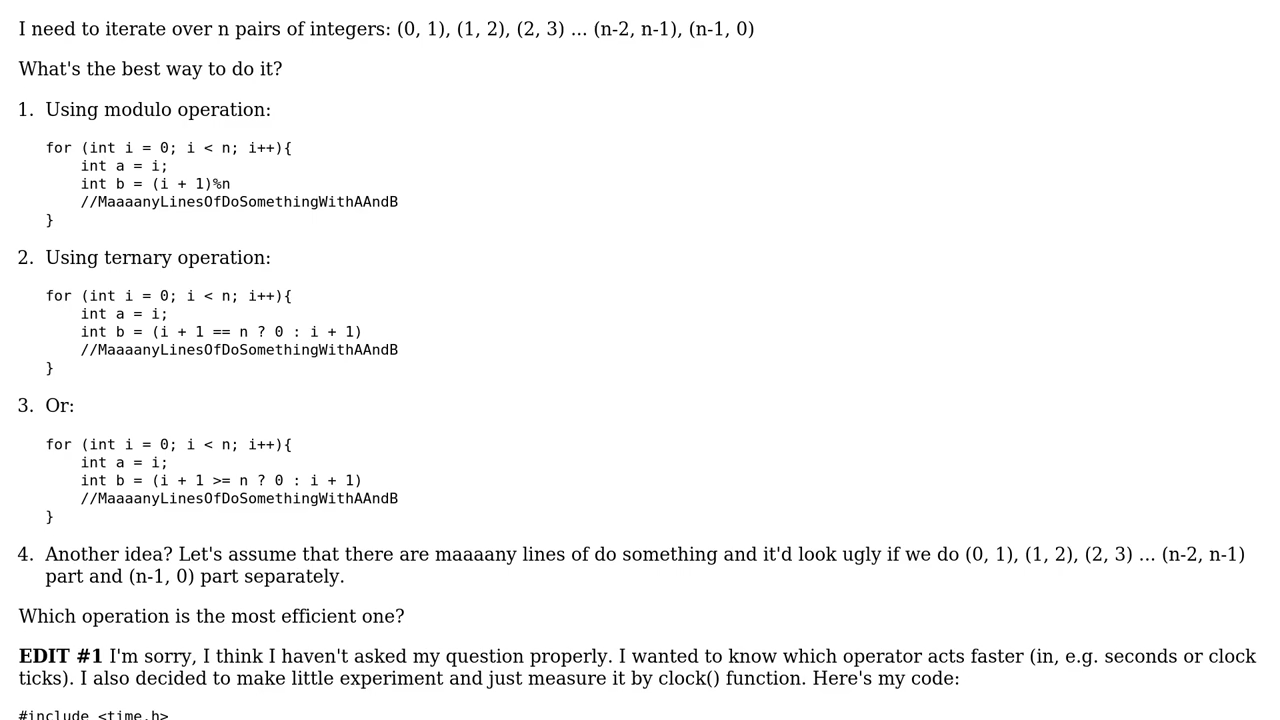 I need to iterate over n pairs of integers: (0, 1), (1, 2), (2, 3) ... (n-2, n-1), (n-1, 0)
What's the best way to do it?
1. Using modulo operation:
for (int i = 0; i < n; i++){
    int a = i;
    int b = (i + 1)%n
    //MaaaanyLinesOfDoSomethingWithAAndB
}
2. Using ternary operation:
for (int i = 0; i < n; i++){
    int a = i;
    int b = (i + 1 == n ? 0 : i + 1)
    //MaaaanyLinesOfDoSomethingWithAAndB
}
3. Or:
for (int i = 0; i < n; i++){
    int a = i;
    int b = (i + 1 >= n ? 0 : i + 1)
    //MaaaanyLinesOfDoSomethingWithAAndB
}
4. Another idea? Let's assume that there are maaaany lines of do something and it'd look ugly if we do (0, 1), (1, 2), (2, 3) ... (n-2, n-1)
part and (n-1, 0) part separately.
Which operation is the most efficient one?
EDIT #1 I'm sorry, I think I haven't asked my question properly. I wanted to know which operator acts faster (in, e.g. seconds or clock
ticks). I also decided to make little experiment and just measure it by clock() function. Here's my code:
#include <time.h>